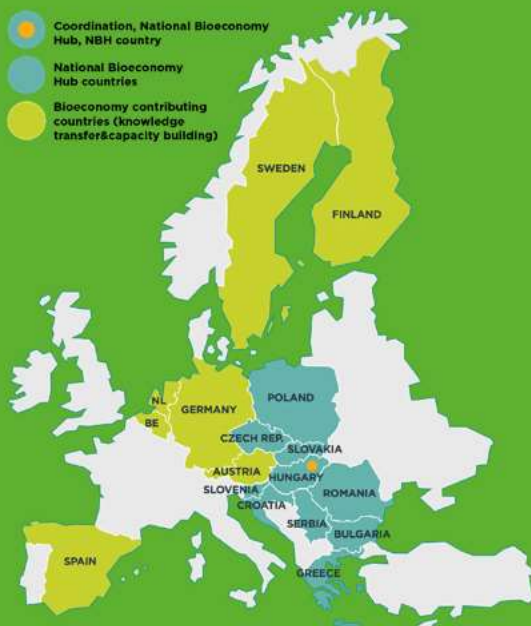 Coordination, National Bioeconomy
Hub, NBH country
National Bioeconomy
Hub countries
Bioeconomy contributing
countries (knowledge
transfer&capacity building)
SWEDEN
FINLAND
NL
BE
GERMANY
POLAND
CZECH REP.
SLOVAKIA
AUSTRIA
HUNGARY
SLOVENIA
CROATIA
ROMANIA
SERBIA
BULGARIA
SPAIN
GREECE